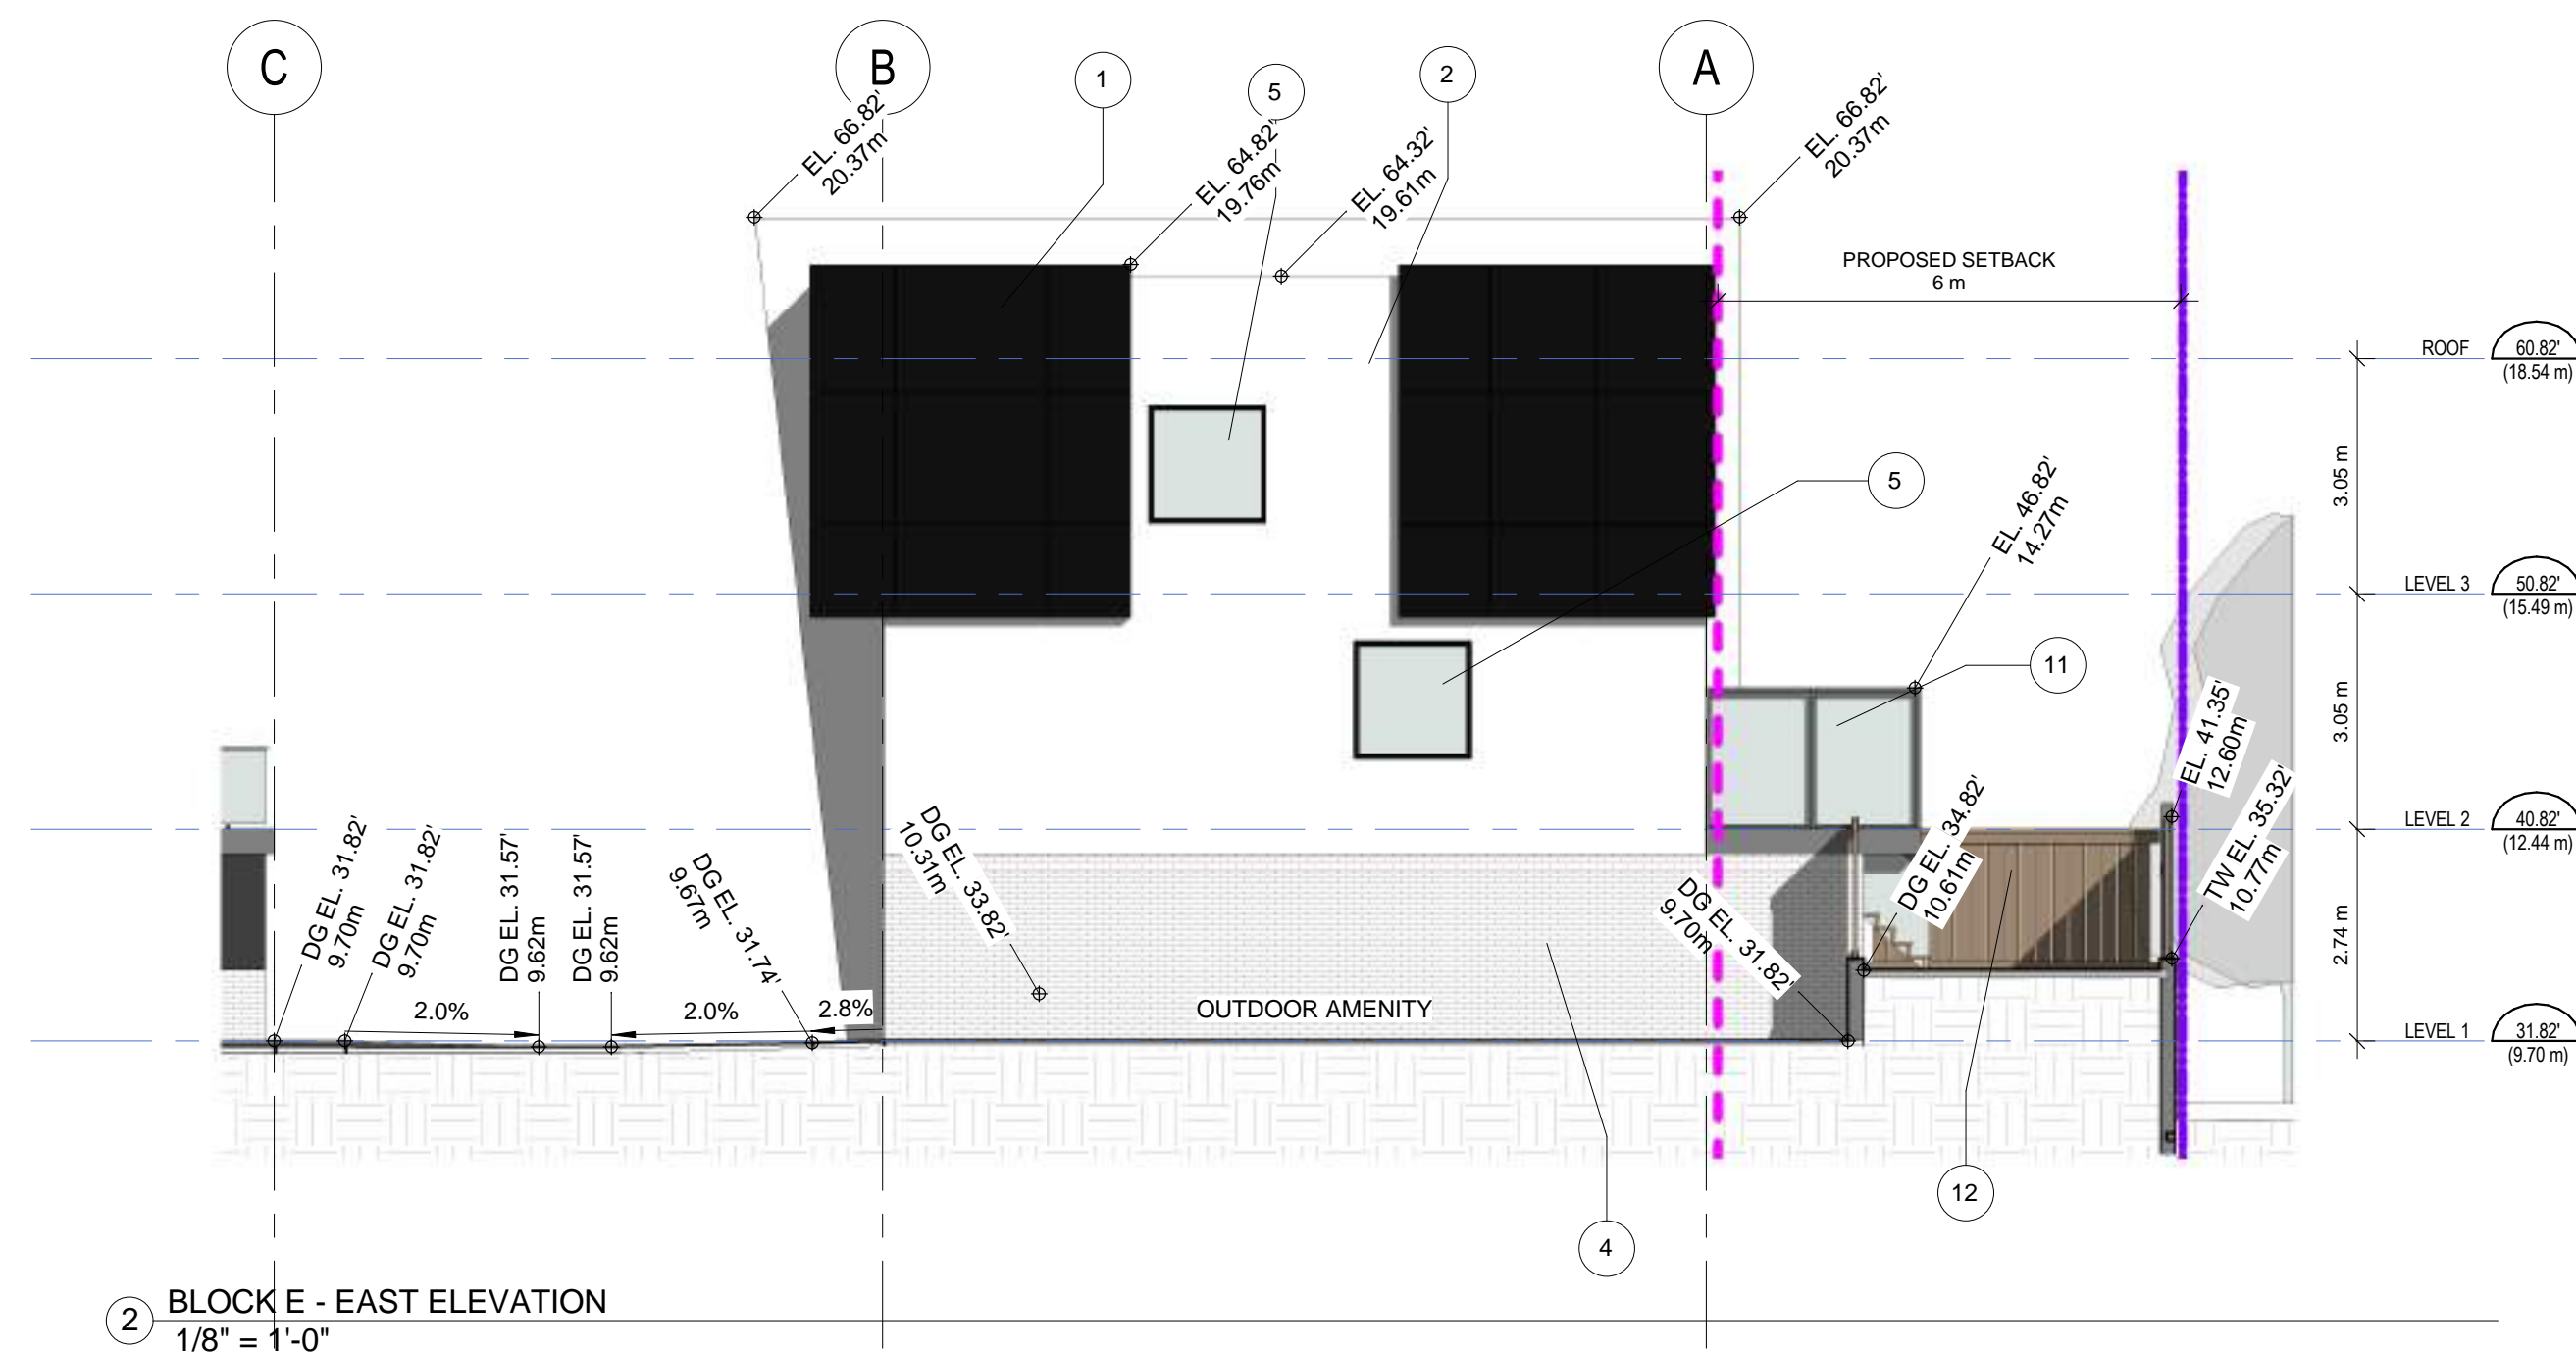 C
B
A
1
5
2
EL. 66.82'
20.37m
EL. 64.82'
19.76m
EL. 64.32'
19.61m
EL. 66.82'
20.37m
PROPOSED SETBACK
6 m
ROOF
60.82'
(18.54 m)
3.05 m
5
EL. 46.82'
14.27m
LEVEL 3
50.82'
(15.49 m)
11
3.05 m
EL. 41.35'
12.60m
LEVEL 2
40.82'
(12.44 m)
TW EL. 35.32'
10.77m
DG EL. 34.82'
10.61m
2.74 m
DG EL. 31.82'
9.70m
DG EL. 31.82'
9.70m
DG EL. 31.57'
9.62m
DG EL. 31.57'
9.62m
DG EL. 31.74'
9.67m
DG EL. 33.82'
10.31m
DG EL. 31.82'
9.70m
2.0%
2.0%
2.8%
OUTDOOR AMENITY
LEVEL 1
31.82'
(9.70 m)
12
4
2
BLOCK E - EAST ELEVATION
1/8" = 1'-0"